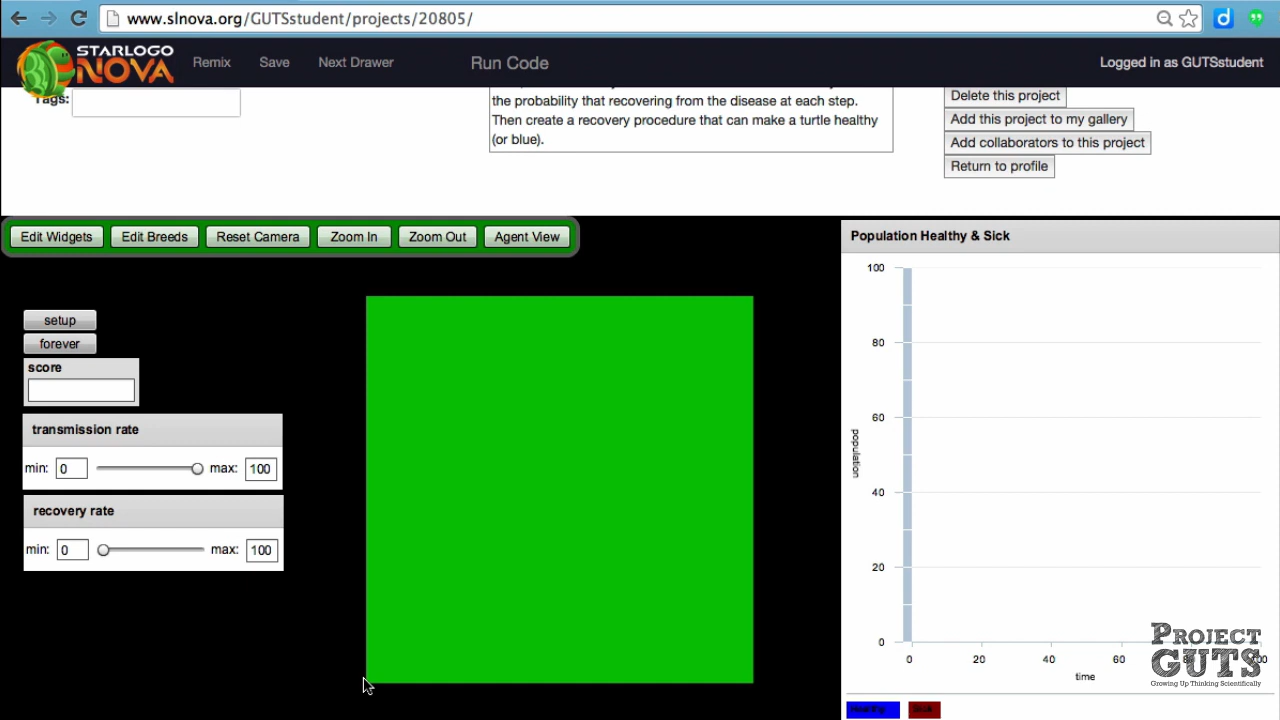 www.slnova.org/GUTSstudent/projects/20805/
STARLOGO
NOVA
Remix
Save
Next Drawer
Run Code
Logged in as GUTSstudent
Tags:
the probability that recovering from the disease at each step.
Then create a recovery procedure that can make a turtle healthy
(or blue).
Delete this project
Add this project to my gallery
Add collaborators to this project
Return to profile
Edit Widgets
Edit Breeds
Reset Camera
Zoom In
Zoom Out
Agent View
setup
forever
score
transmission rate
min: 0 max: 100
recovery rate
min: 0 max: 100
Population Healthy & Sick
100
80
60
40
20
0
population
0 20 40 60
time
Healthy
Sick
PROJECT
GUTS
Growing Up Thinking Scientifically